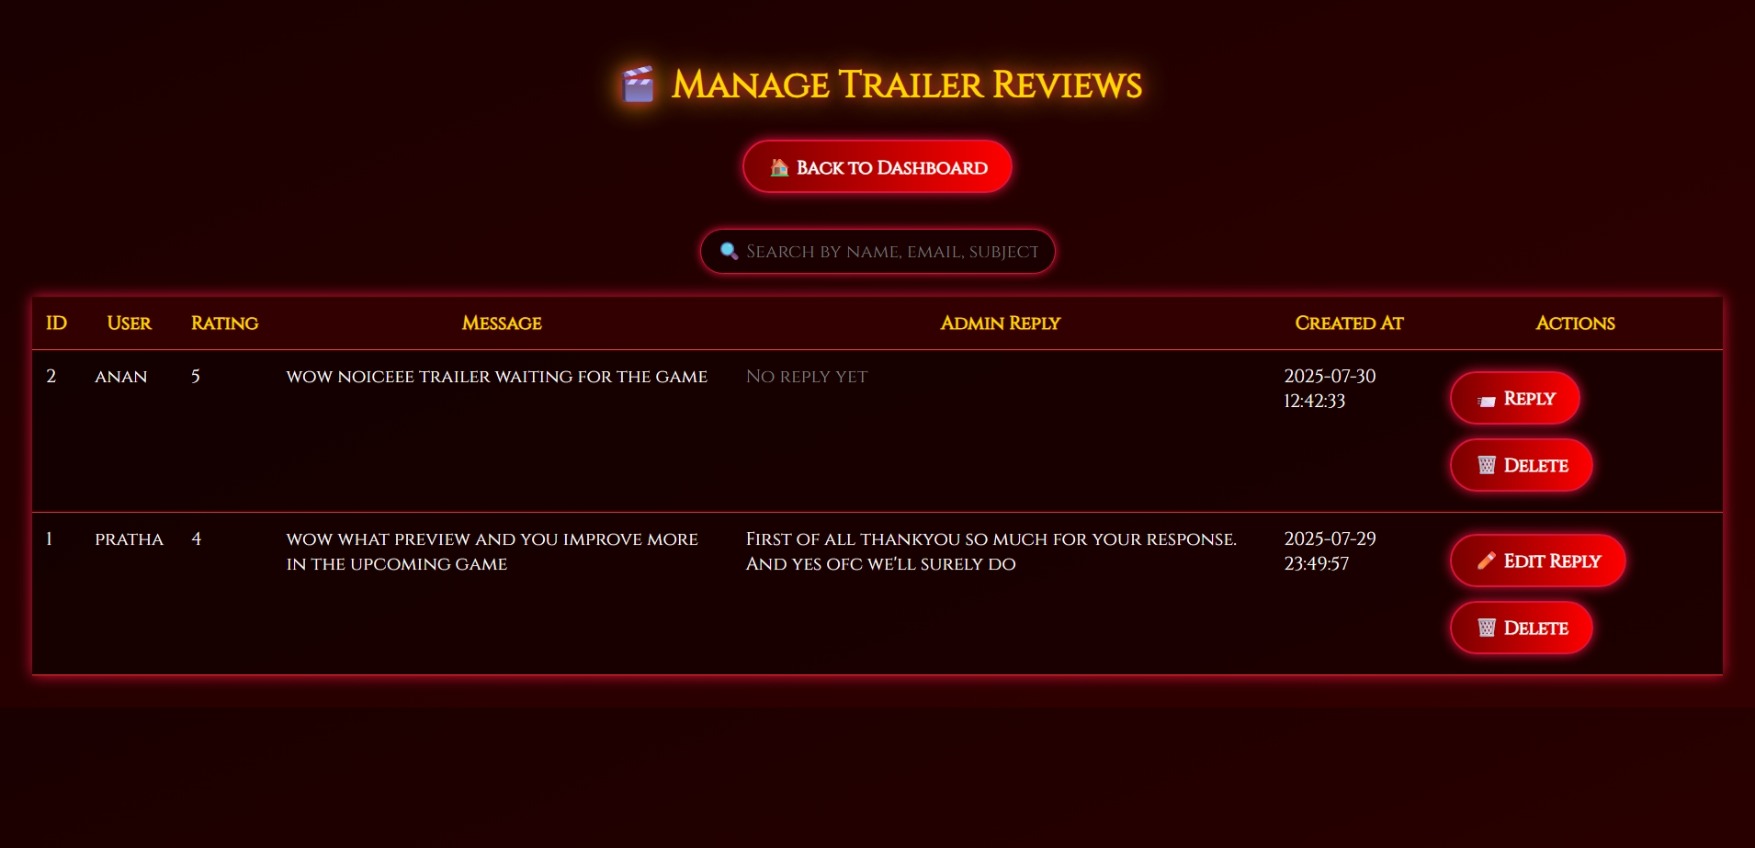 Manage Trailer Reviews
Back to Dashboard
Search by name, email, subject
ID User Rating Message Admin Reply Created At Actions
2 anan 5 wow noiceee trailer waiting for the game No reply yet 2025-07-30
12:42:33
Reply
Delete
1 pratha 4 wow what preview and you improve more First of all thankyou so much for your response. 2025-07-29
in the upcoming game And yes ofc we'll surely do 23:49:57
Edit Reply
Delete